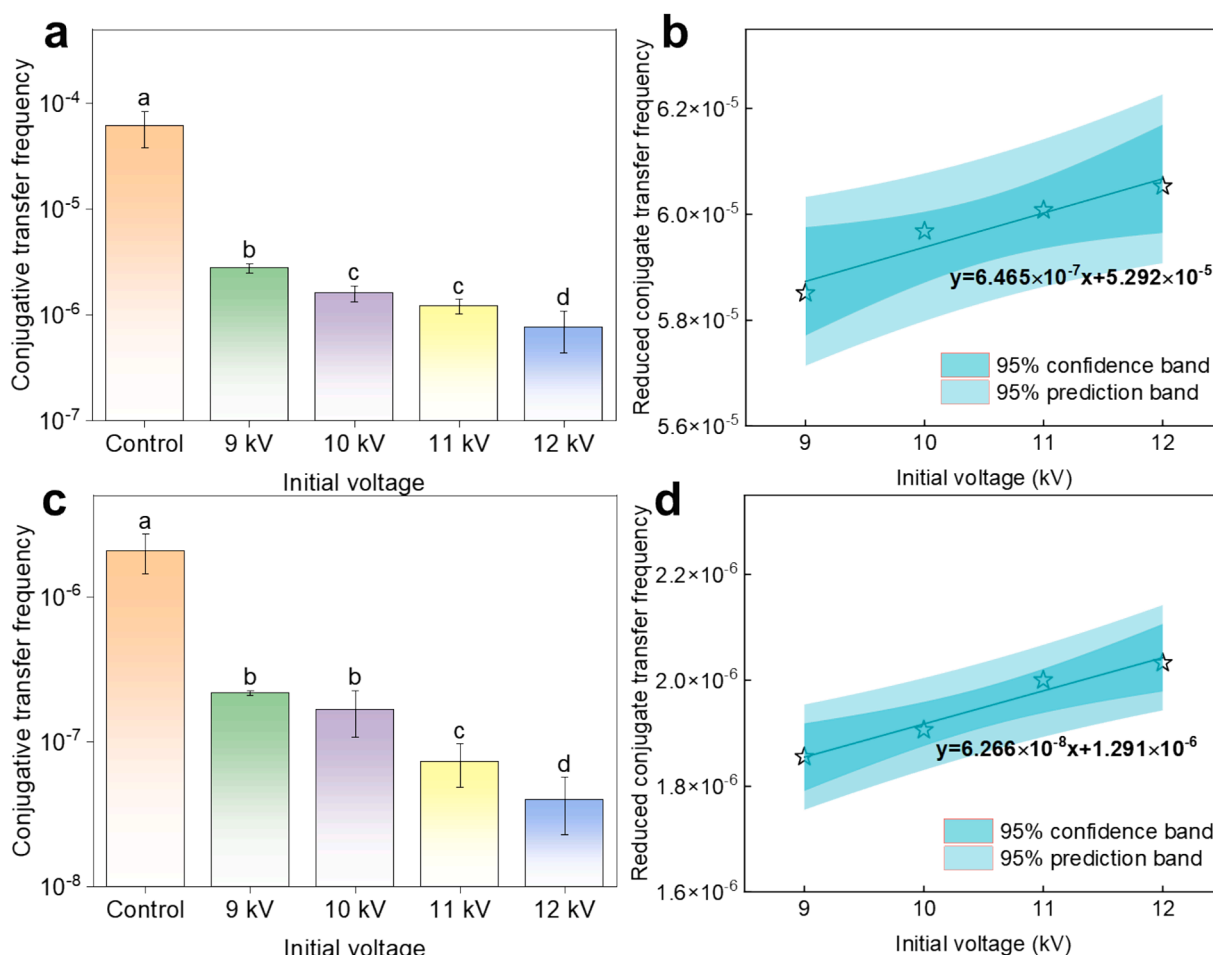 a
Conjugative transfer frequency
10⁻⁴
10⁻⁵
10⁻⁶
10⁻⁷
a
b
c
c
d
Control 9 kV 10 kV 11 kV 12 kV
Initial voltage
b
Reduced conjugate transfer frequency
6.2×10⁻⁵
6.0×10⁻⁵
5.8×10⁻⁵
5.6×10⁻⁵
y=6.465×10⁻⁷x+5.292×10⁻⁵
95% confidence band
95% prediction band
9 10 11 12
Initial voltage (kV)
c
Conjugative transfer frequency
10⁻⁶
10⁻⁷
10⁻⁸
a
b
b
c
d
Control 9 kV 10 kV 11 kV 12 kV
Initial voltage
d
Reduced conjugate transfer frequency
2.2×10⁻⁶
2.0×10⁻⁶
1.8×10⁻⁶
1.6×10⁻⁶
y=6.266×10⁻⁸x+1.291×10⁻⁶
95% confidence band
95% prediction band
9 10 11 12
Initial voltage (kV)